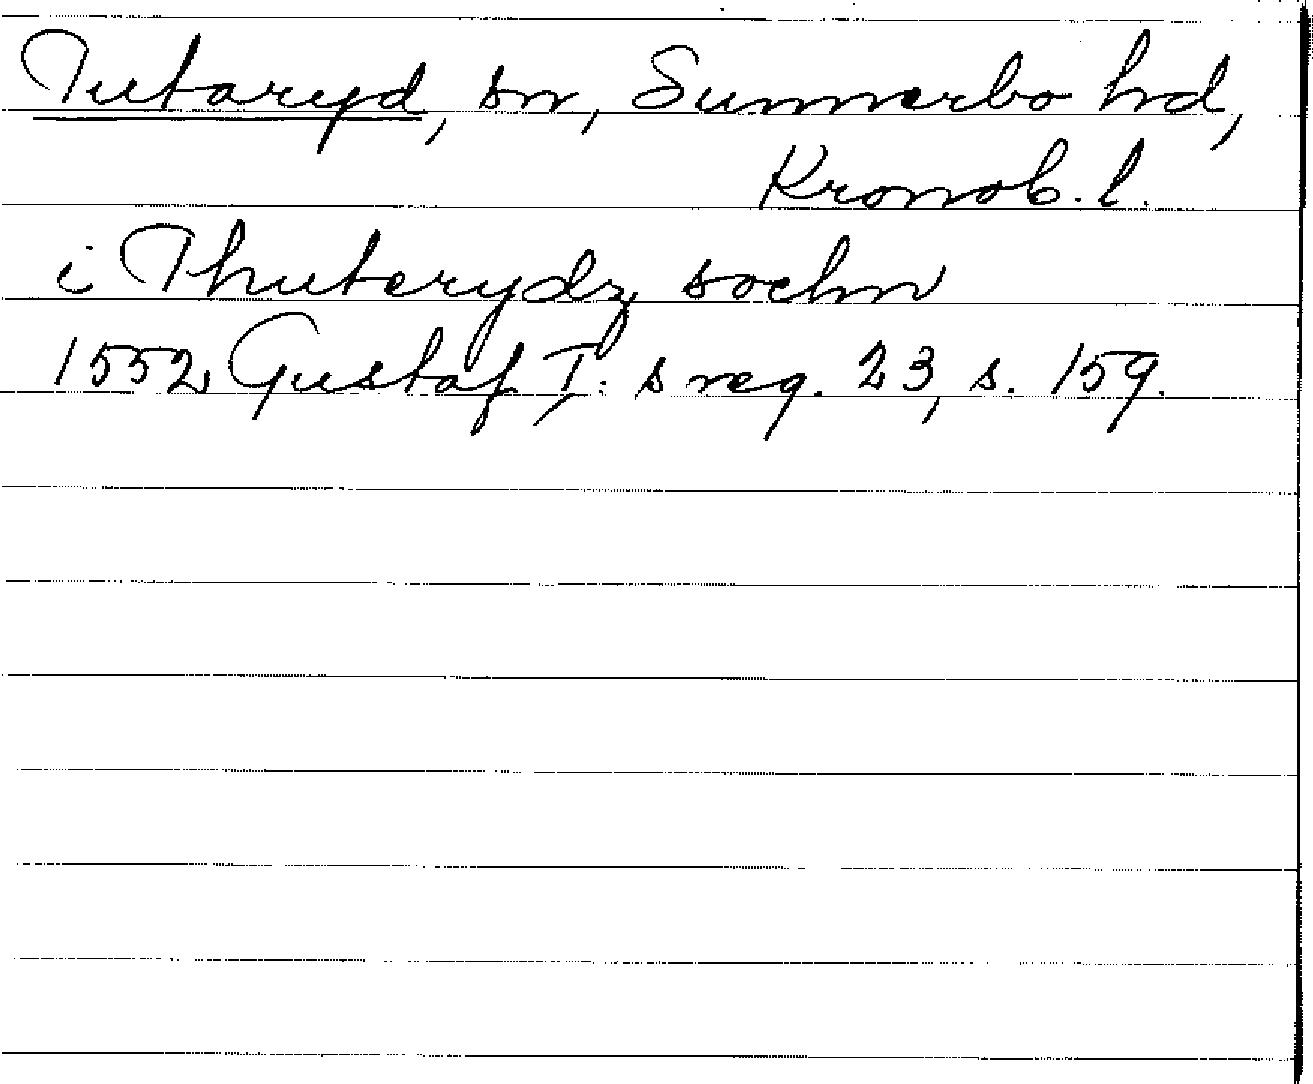 Tutaryd, sn, Sunnerbo hd,
Kronob. l.
i Thuterydz sochn
1552 Gustaf I: s reg. 23, s. 159.